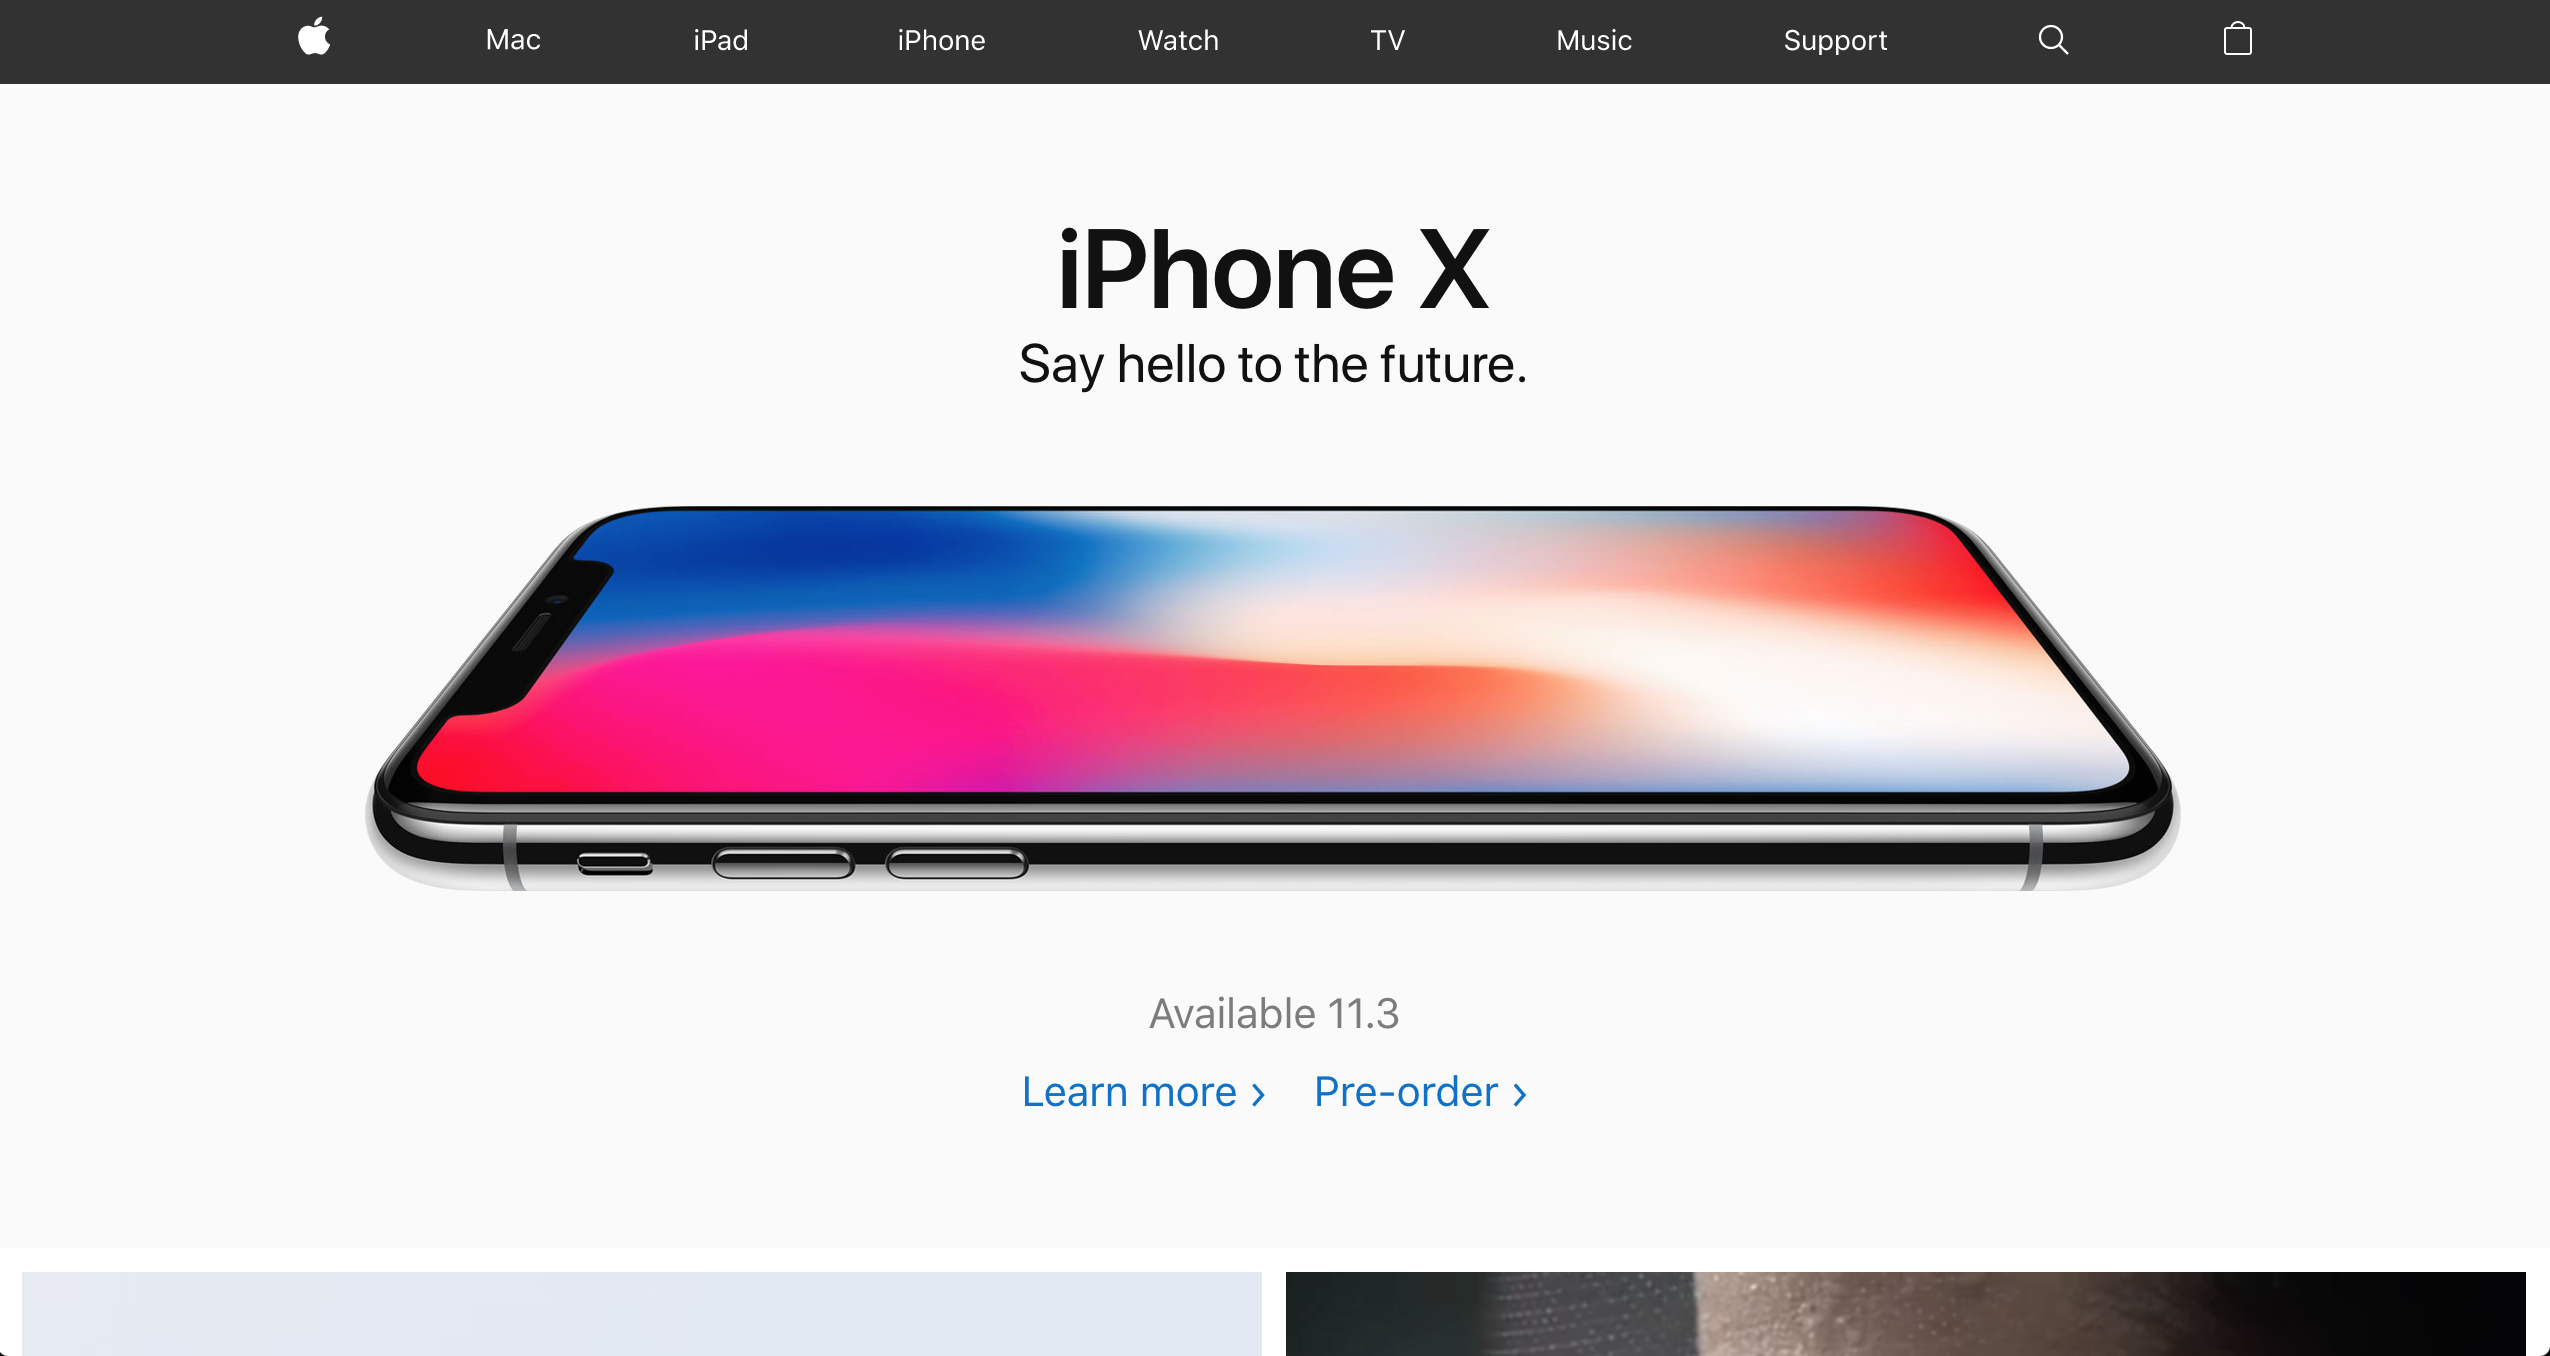 Mac iPad iPhone Watch TV Music Support
iPhone X
Say hello to the future.
Available 11.3
Learn more › Pre-order ›